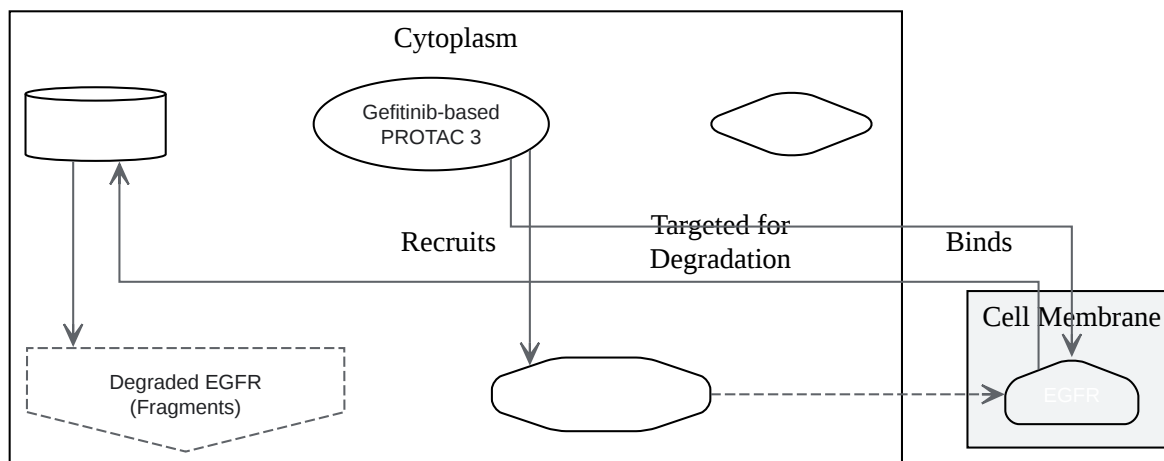 Cytoplasm
Gefitinib-based
PROTAC 3
Recruits
Targeted for
Degradation
Binds
Cell Membrane
Degraded EGFR
(Fragments)
EGFR